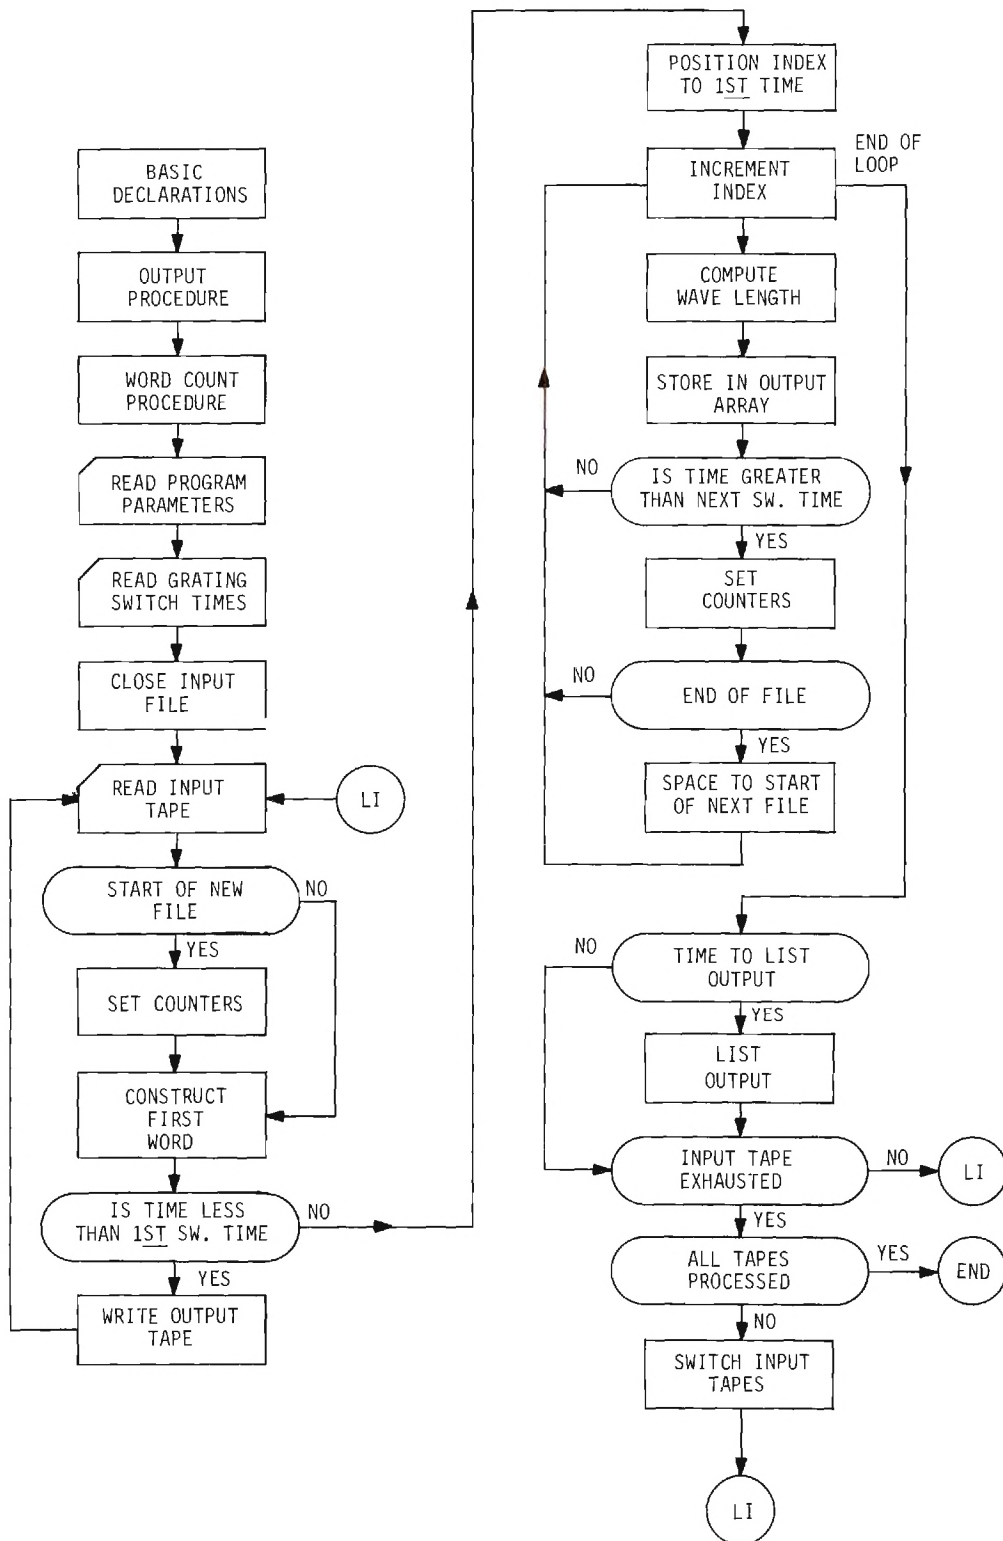 BASIC
DECLARATIONS
OUTPUT
PROCEDURE
WORD COUNT
PROCEDURE
READ PROGRAM
PARAMETERS
READ GRATING
SWITCH TIMES
CLOSE INPUT
FILE
READ INPUT
TAPE
LI
START OF NEW
FILE
NO
YES
SET COUNTERS
CONSTRUCT
FIRST
WORD
IS TIME LESS
THAN 1ST SW. TIME
NO
YES
WRITE OUTPUT
TAPE
POSITION INDEX
TO 1ST TIME
INCREMENT
INDEX
END OF
LOOP
COMPUTE
WAVE LENGTH
STORE IN OUTPUT
ARRAY
NO
IS TIME GREATER
THAN NEXT SW. TIME
YES
SET
COUNTERS
NO
END OF FILE
YES
SPACE TO START
OF NEXT FILE
NO
TIME TO LIST
OUTPUT
YES
LIST
OUTPUT
INPUT TAPE
EXHAUSTED
NO
LI
YES
ALL TAPES
PROCESSED
YES
END
NO
SWITCH INPUT
TAPES
LI